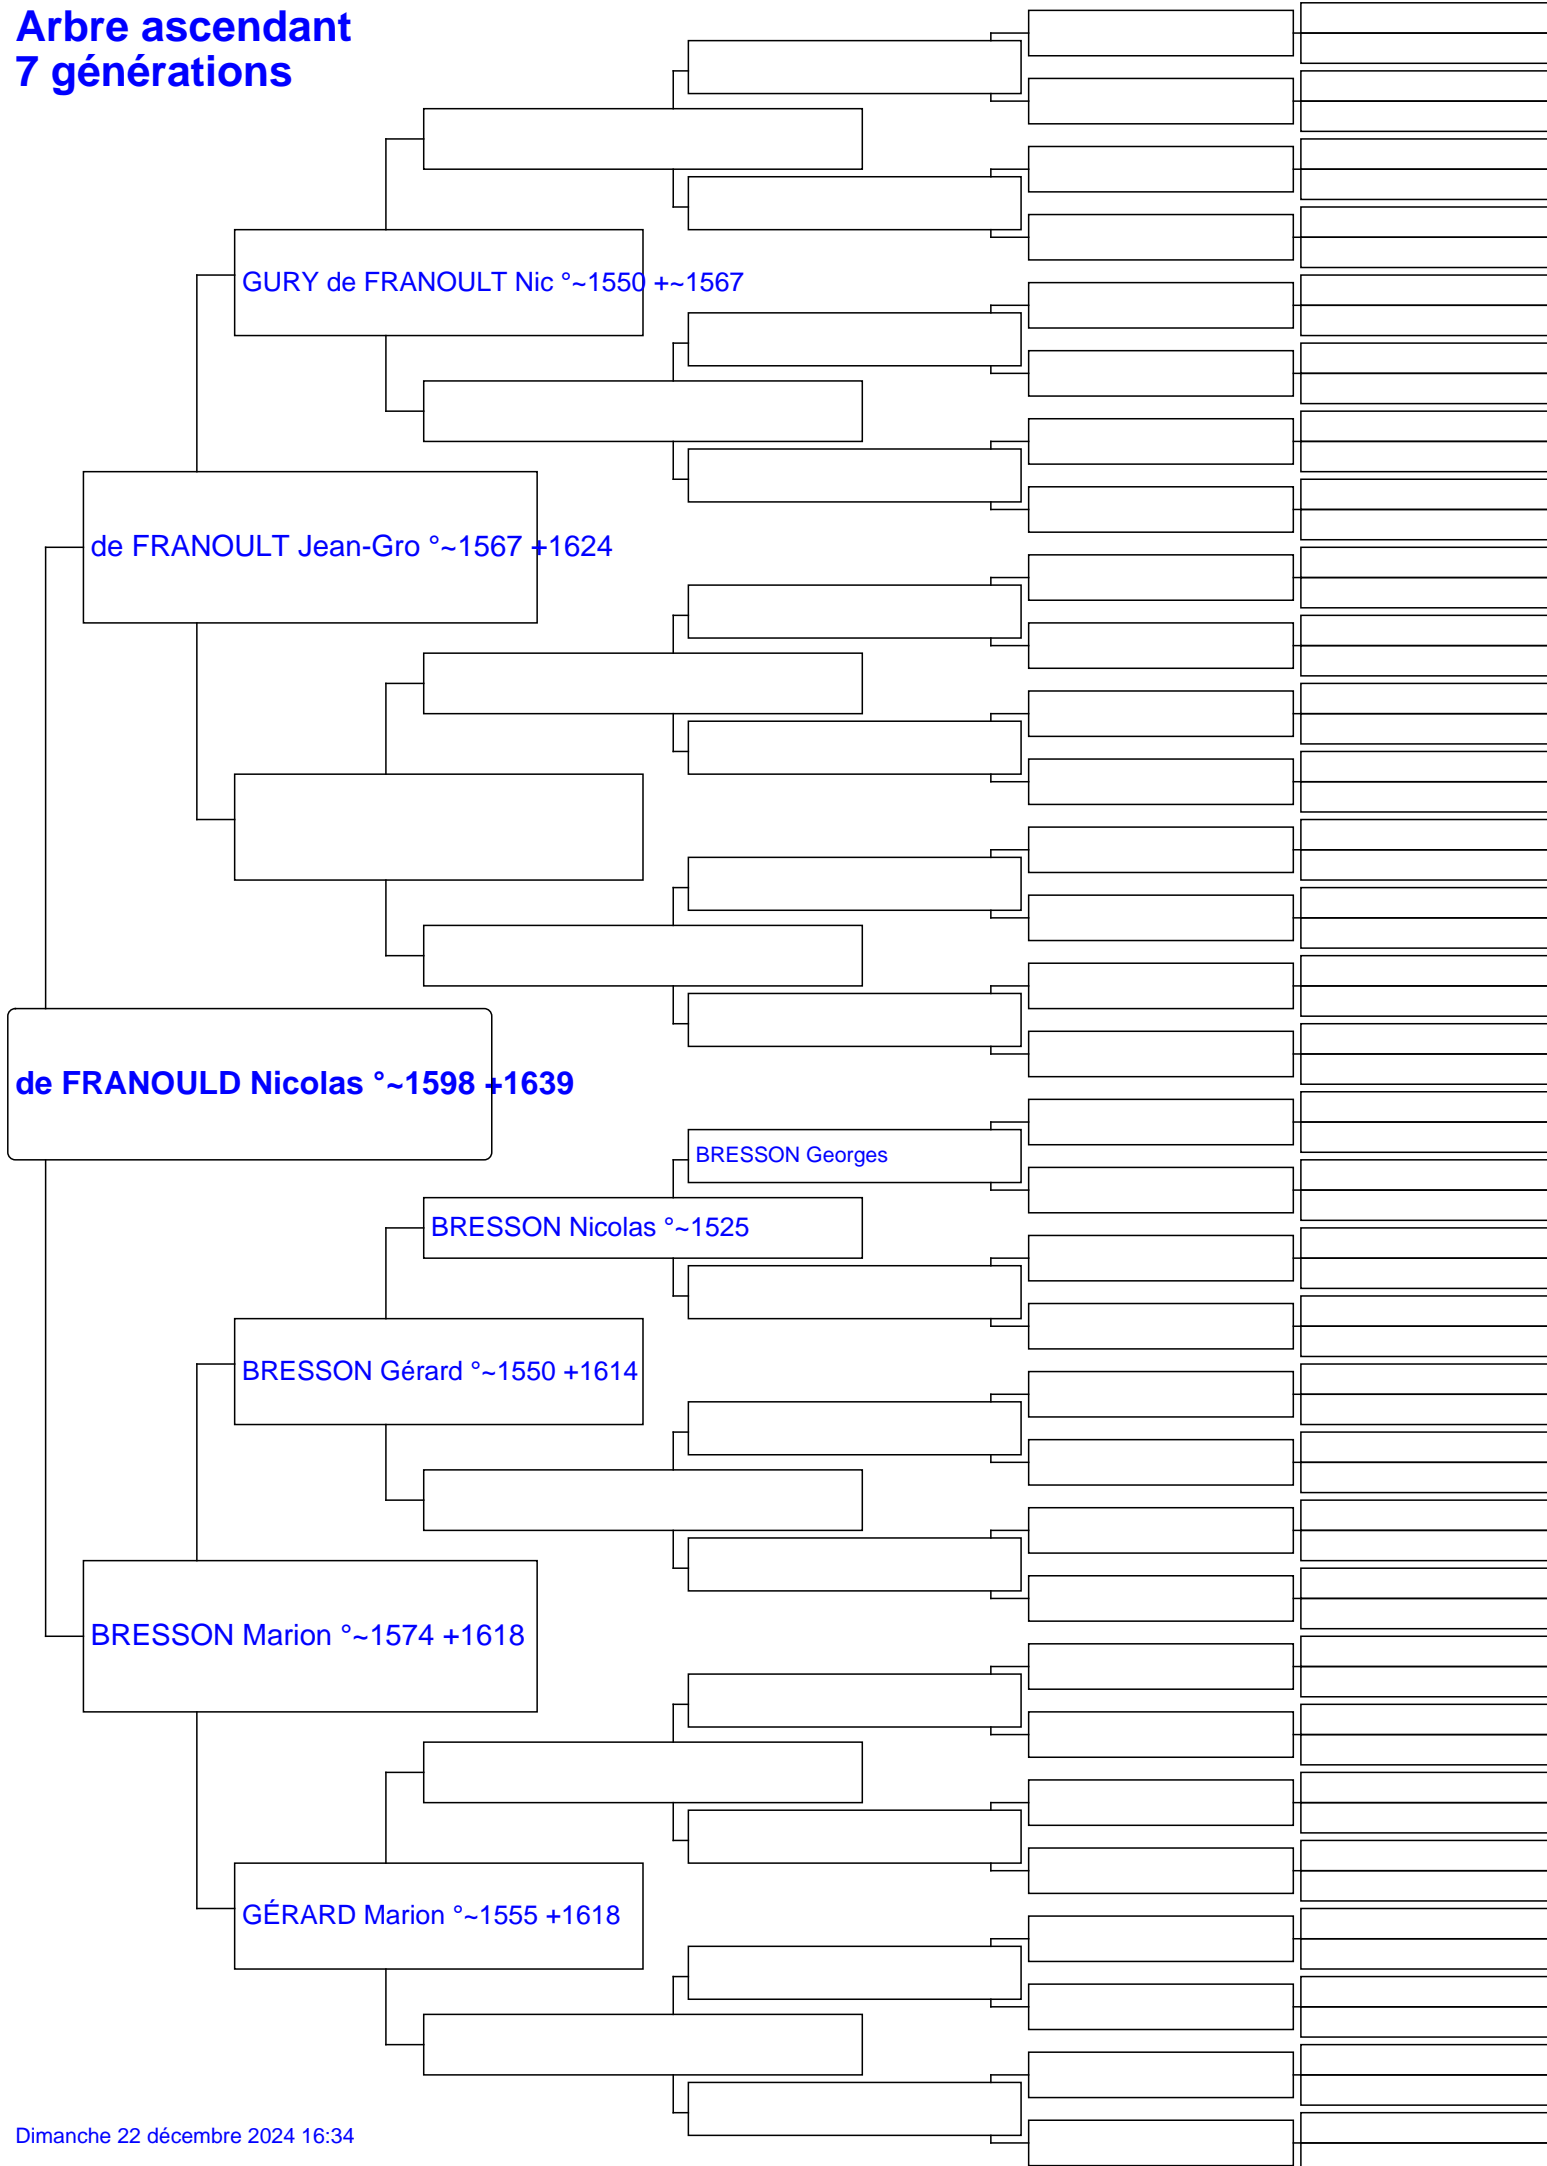 Arbre ascendant
7 générations
GURY de FRANOULT Nic °~1550 +~1567
de FRANOULT Jean-Gro °~1567 +1624
de FRANOULD Nicolas °~1598 +1639
BRESSON Georges
BRESSON Nicolas °~1525
BRESSON Gérard °~1550 +1614
BRESSON Marion °~1574 +1618
GÉRARD Marion °~1555 +1618
Dimanche 22 décembre 2024 16:34